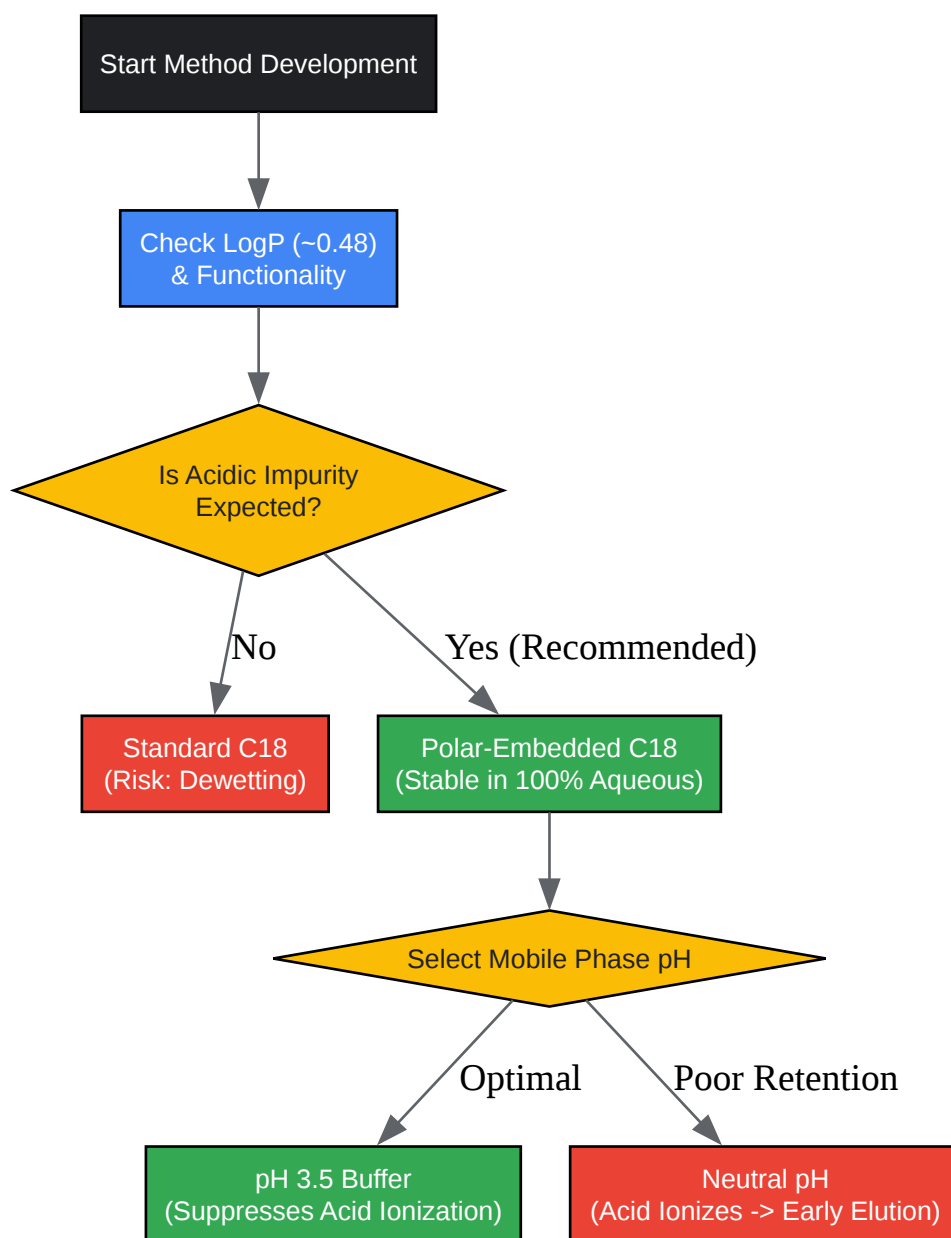 Start Method Development
Check LogP (~0.48)
& Functionality
Is Acidic Impurity
Expected?
No
Yes (Recommended)
Standard C18
(Risk: Dewetting)
Polar-Embedded C18
(Stable in 100% Aqueous)
Select Mobile Phase pH
Optimal
Poor Retention
pH 3.5 Buffer
(Suppresses Acid Ionization)
Neutral pH
(Acid Ionizes -> Early Elution)